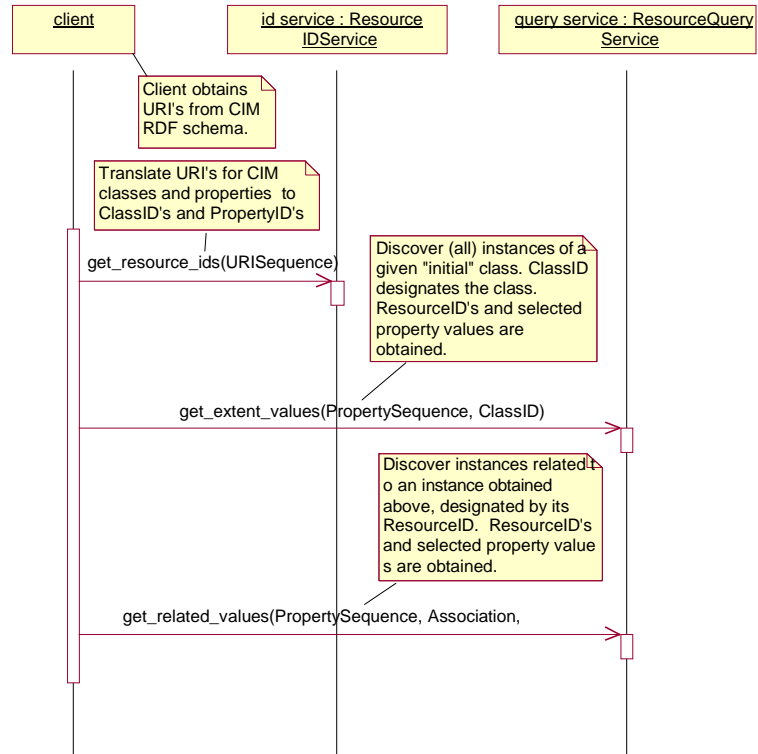 client
id service : Resource
IDService
query service : ResourceQuery
Service
Client obtains
URI's from CIM
RDF schema.
Translate URI's for CIM
classes and properties to
ClassID's and PropertyID's
get_resource_ids(URISequence)
Discover (all) instances of a
given "initial" class. ClassID
designates the class.
ResourceID's and selected
property values are
obtained.
get_extent_values(PropertySequence, ClassID)
Discover instances related t
o an instance obtained
above, designated by its
ResourceID. ResourceID's
and selected property value
s are obtained.
get_related_values(PropertySequence, Association,